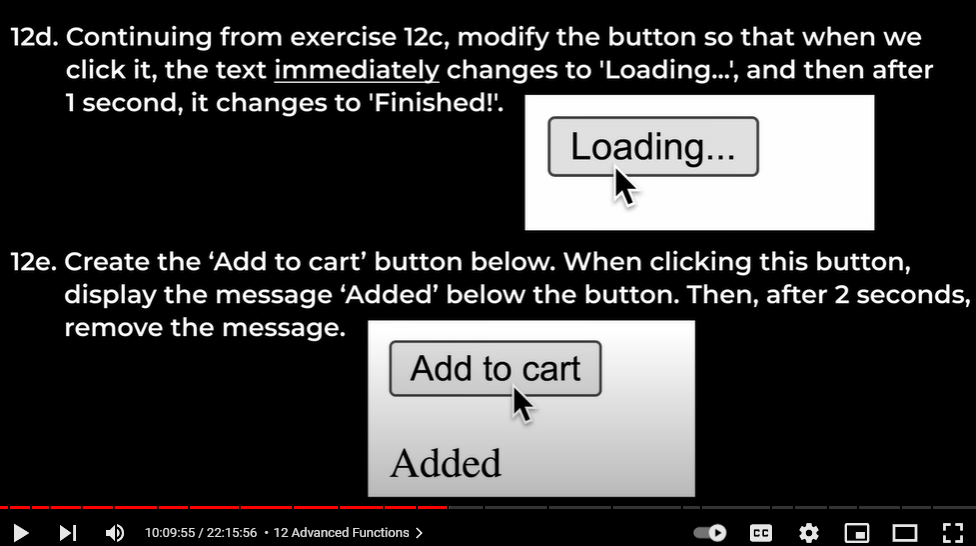 12d. Continuing from exercise 12c, modify the button so that when we
click it, the text immediately changes to 'Loading...', and then after
1 second, it changes to 'Finished!'.
Loading...
12e. Create the ‘Add to cart’ button below. When clicking this button,
display the message ‘Added’ below the button. Then, after 2 seconds,
remove the message.
Add to cart
Added
10:09:55 / 22:15:56 • 12 Advanced Functions >
CC